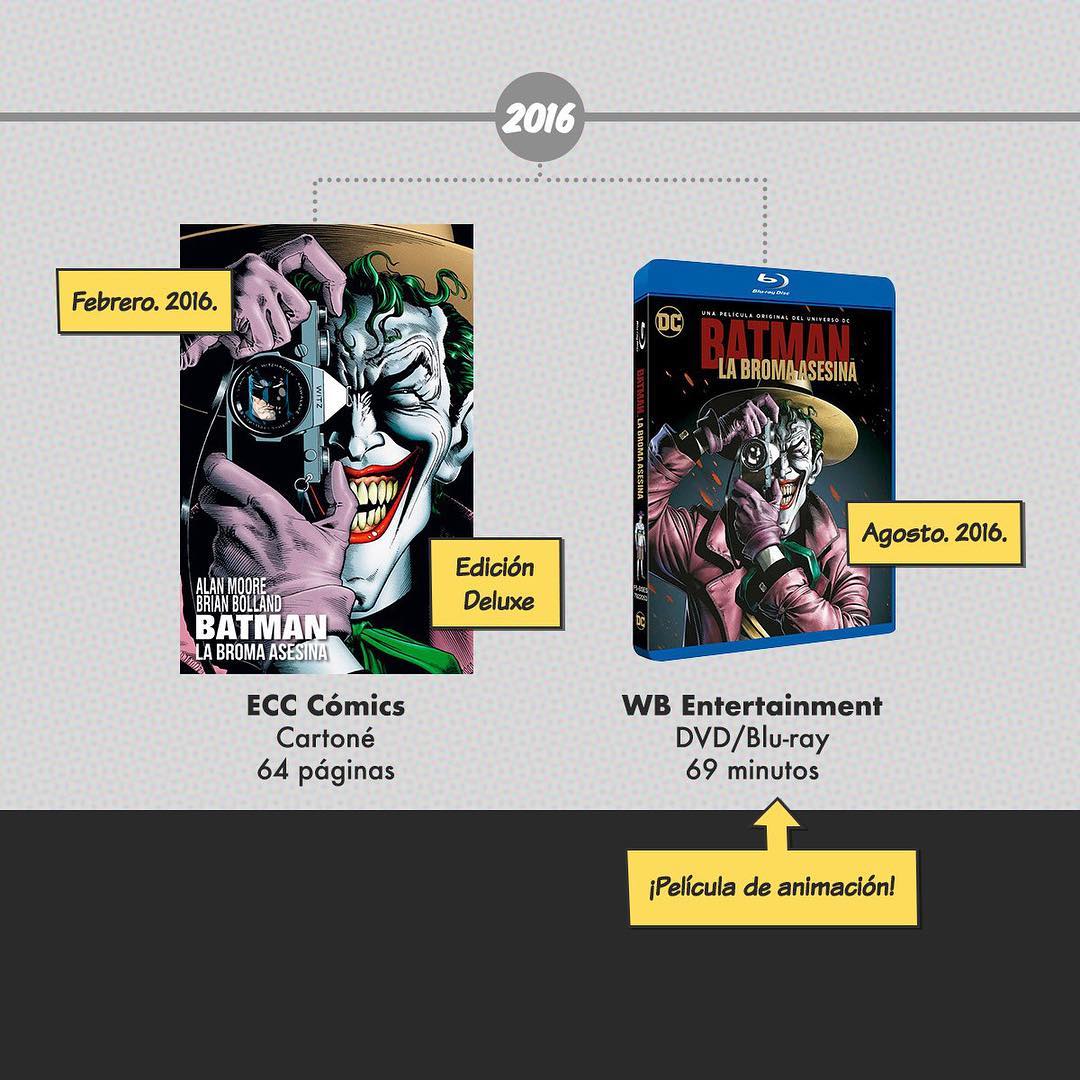 2016
Febrero. 2016.
WITZ
ALAN MOORE
BRIAN BOLLAND
BATMAN
LA BROMA ASESINA
Edición
Deluxe
ECC Cómics
Cartoné
64 páginas
Blu-ray Disc
DC
UNA PELÍCULA ORIGINAL DEL UNIVERSO DC
BATMAN
LA BROMA ASESINA
BATMAN LA BROMA ASESINA
DC
Agosto. 2016.
WB Entertainment
DVD/Blu-ray
69 minutos
¡Película de animación!